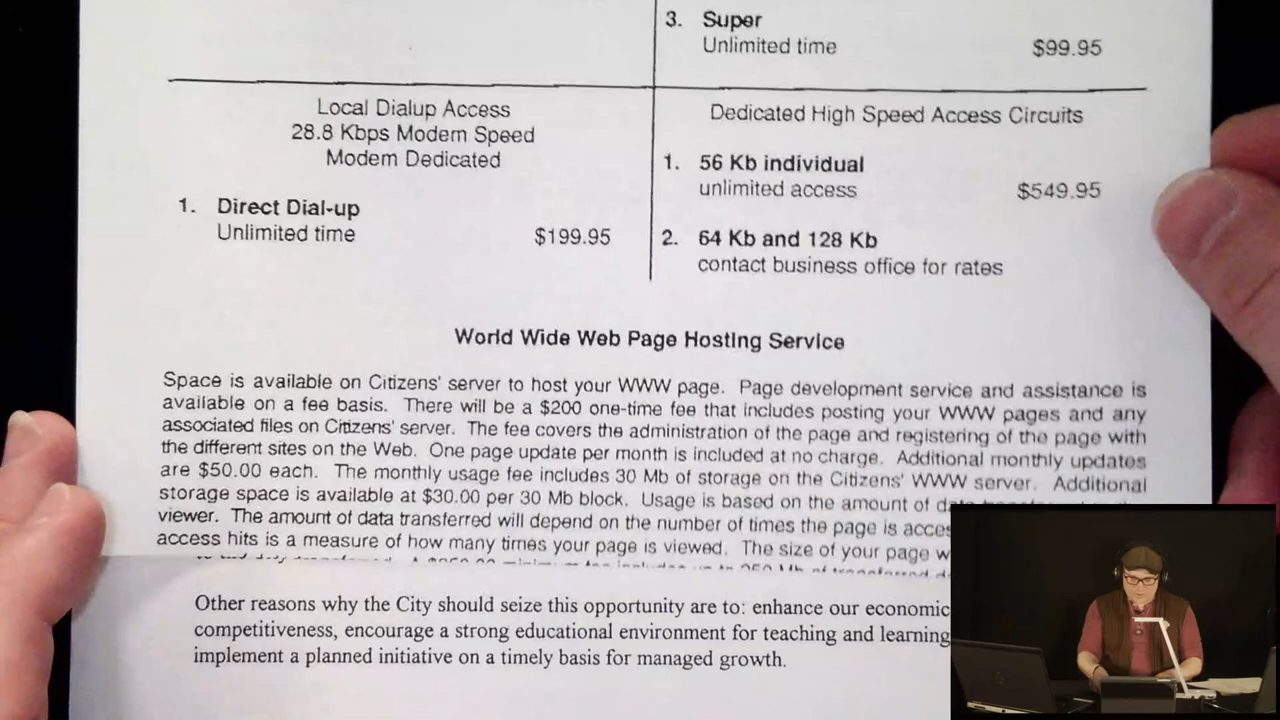 3. Super
Unlimited time $99.95
Local Dialup Access
28.8 Kbps Modem Speed
Modem Dedicated
1. Direct Dial-up
Unlimited time $199.95
Dedicated High Speed Access Circuits
1. 56 Kb individual
unlimited access $549.95
2. 64 Kb and 128 Kb
contact business office for rates
World Wide Web Page Hosting Service
Space is available on Citizens' server to host your WWW page. Page development service and assistance is
available on a fee basis. There will be a $200 one-time fee that includes posting your WWW pages and any
associated files on Citizens' server. The fee covers the administration of the page and registering of the page with
the different sites on the Web. One page update per month is included at no charge. Additional monthly updates
are $50.00 each. The monthly usage fee includes 30 Mb of storage on the Citizens' WWW server. Additional
storage space is available at $30.00 per 30 Mb block. Usage is based on the amount of
viewer. The amount of data transferred will depend on the number of times the page is
access hits is a measure of how many times your page is viewed. The size of your page
Other reasons why the City should seize this opportunity are to: enhance our economic
competitiveness, encourage a strong educational environment for teaching and learning
implement a planned initiative on a timely basis for managed growth.